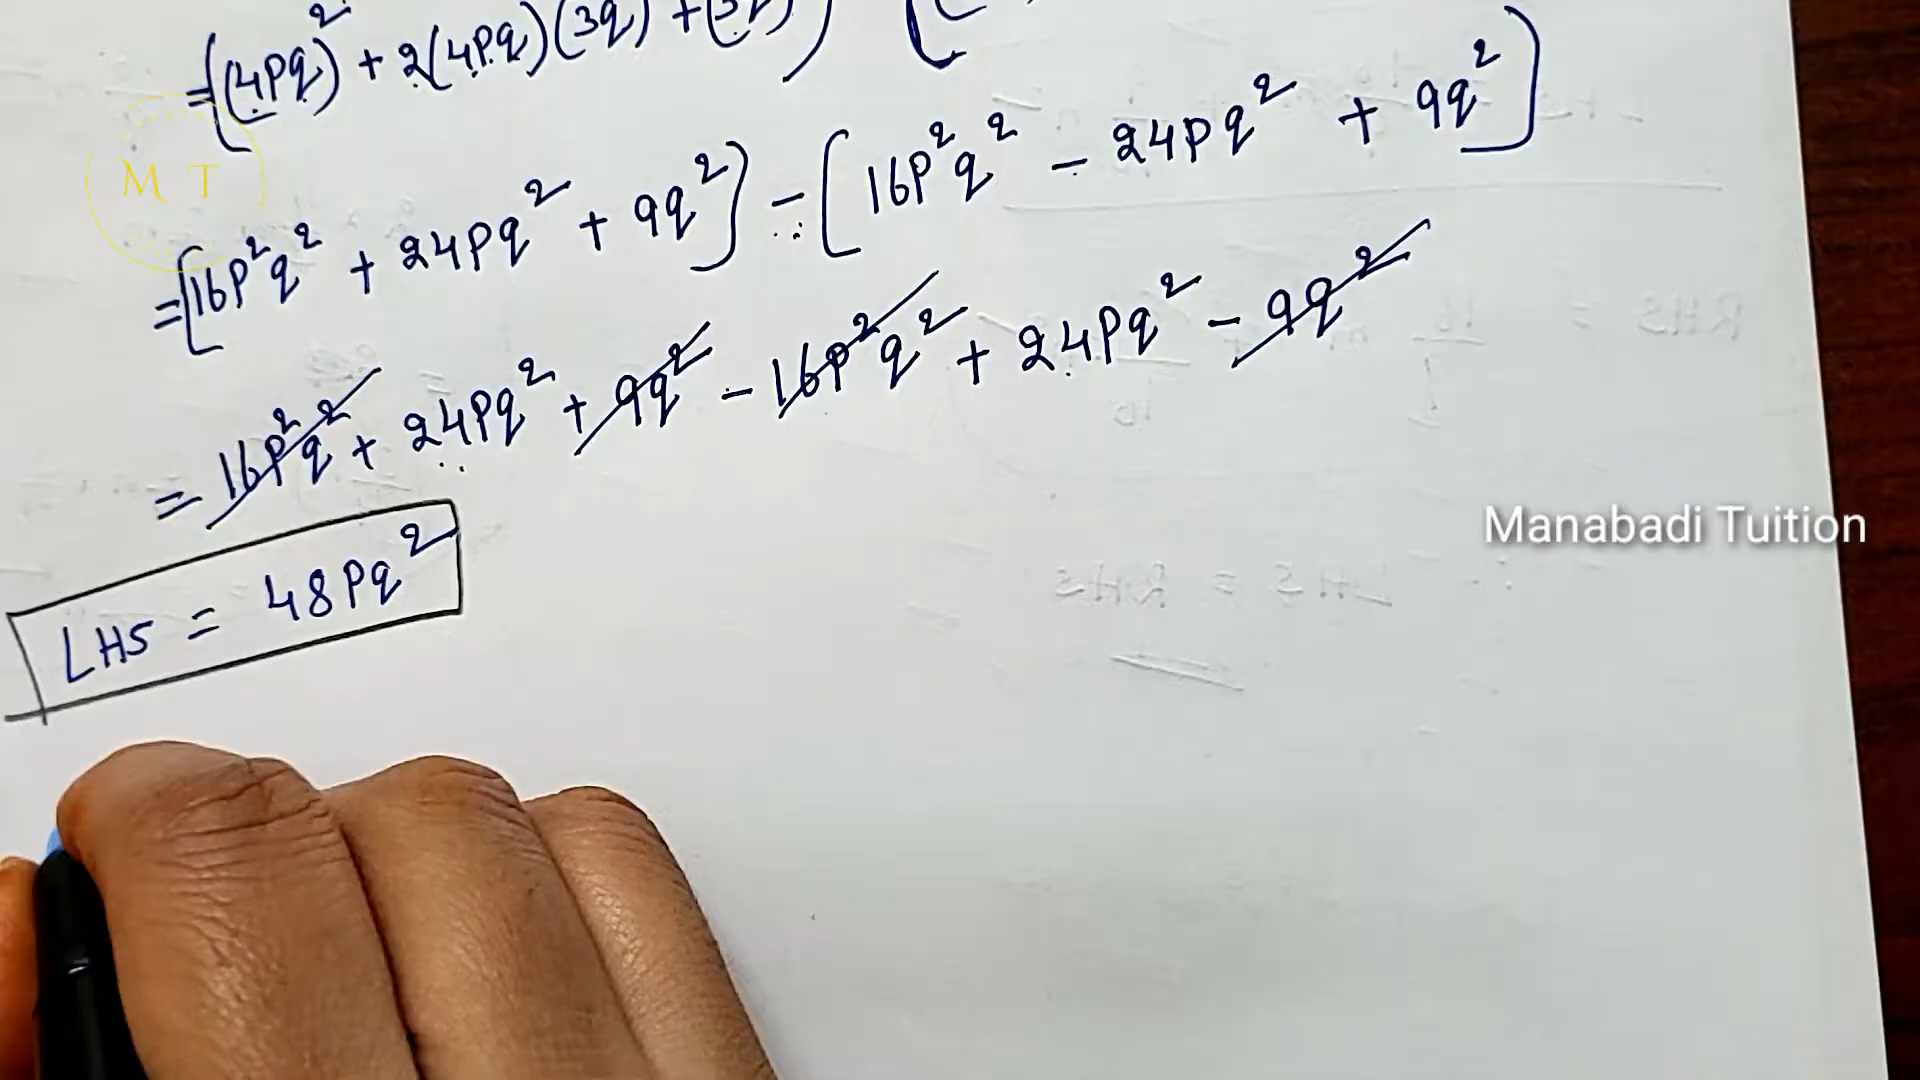 = [(4Pq)² + 2(4Pq)(3q) +
= [16P²q² + 24Pq² + 9q²] - [16P²q² - 24Pq² + 9q²]
= 16P²q² + 24Pq² + 9q² - 16P²q² + 24Pq² - 9q²
LHS = 48Pq²
M T
Manabadi Tuition